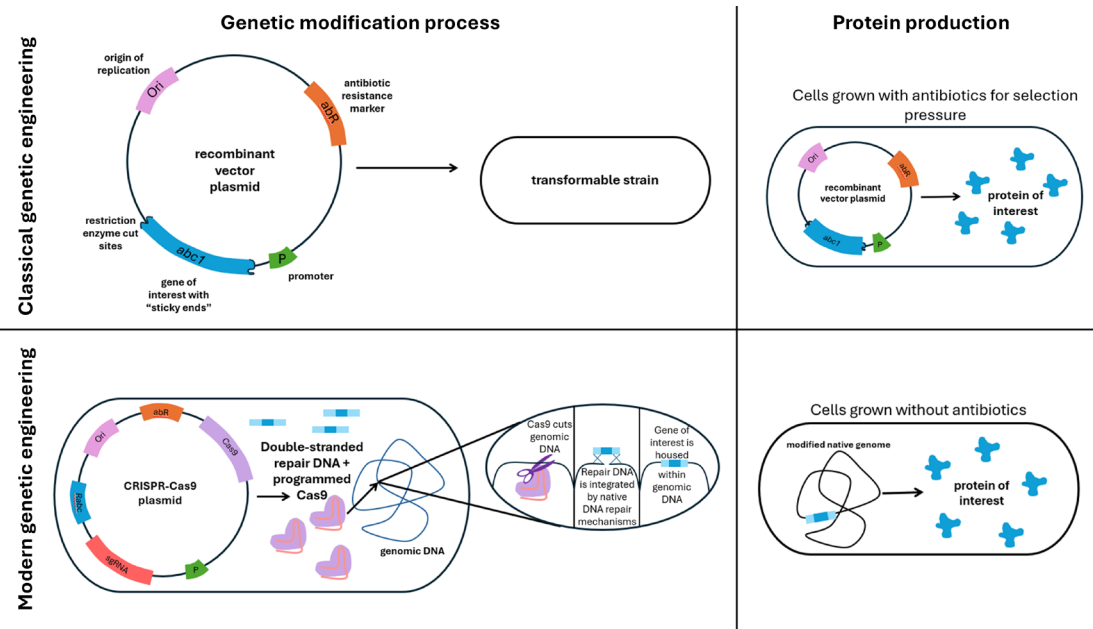 Genetic modification process
Protein production
Classical genetic engineering
origin of
replication
Ori
antibiotic
resistance
marker
abR
recombinant
vector
plasmid
restriction
enzyme cut
sites
abc1
gene of
interest with
"sticky ends"
P
promoter
transformable strain
Cells grown with antibiotics for selection
pressure
Ori
abR
recombinant
vector plasmid
abc1
P
protein of
interest
Modern genetic engineering
abR
Ori
Cas9
Rabc
CRISPR-Cas9
plasmid
sgRNA
P
Double-stranded
repair DNA +
programmed
Cas9
genomic DNA
Cas9 cuts
genomic
DNA
Repair DNA
is integrated
by native
DNA repair
mechanisms
Gene of
interest is
housed
within
genomic
DNA
Cells grown without antibiotics
modified native genome
protein of
interest